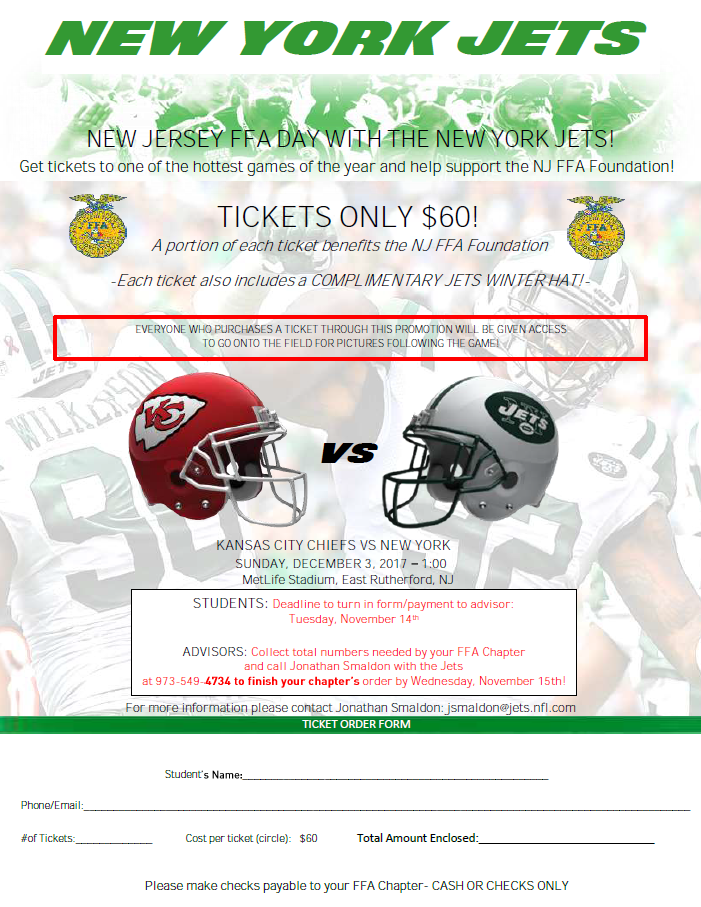 NEW YORK JETS
NEW JERSEY FFA DAY WITH THE NEW YORK JETS!
Get tickets to one of the hottest games of the year and help support the NJ FFA Foundation!
FFA
FFA
TICKETS ONLY $60!
A portion of each ticket benefits the NJ FFA Foundation
-Each ticket also includes a COMPLIMENTARY JETS WINTER HAT!-
EVERYONE WHO PURCHASES A TICKET THROUGH THIS PROMOTION WILL BE GIVEN ACCESS
TO GO ONTO THE FIELD FOR PICTURES FOLLOWING THE GAME!
JETS
WILKERSON
KC
VS
JETS
KANSAS CITY CHIEFS VS NEW YORK
SUNDAY, DECEMBER 3, 2017 – 1:00
MetLife Stadium, East Rutherford, NJ
STUDENTS: Deadline to turn in form/payment to advisor:
Tuesday, November 14th
ADVISORS: Collect total numbers needed by your FFA Chapter
and call Jonathan Smaldon with the Jets
at 973-549-4734 to finish your chapter's order by Wednesday, November 15th!
For more information please contact Jonathan Smaldon: jsmaldon@jets.nfl.com
TICKET ORDER FORM
Student's Name:
Phone/Email:
#of Tickets: Cost per ticket (circle): $60 Total Amount Enclosed:
Please make checks payable to your FFA Chapter- CASH OR CHECKS ONLY